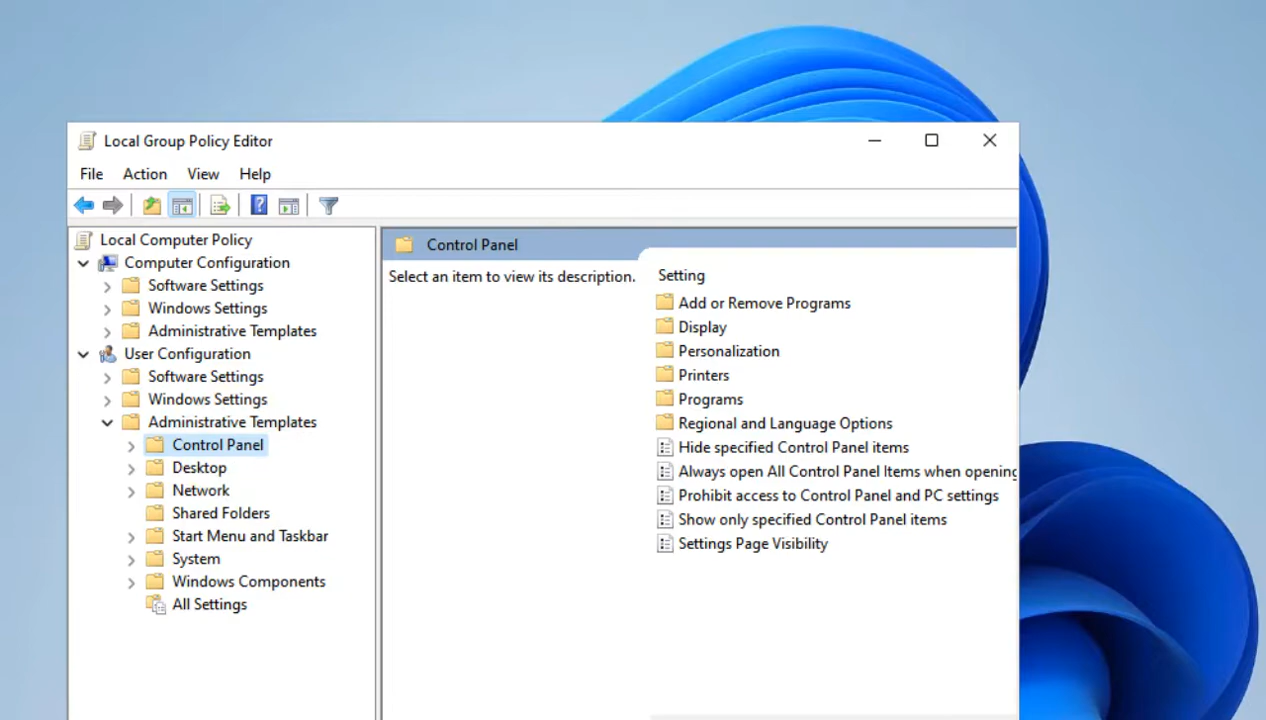 Local Group Policy Editor
File Action View Help
Local Computer Policy
Computer Configuration
Software Settings
Windows Settings
Administrative Templates
User Configuration
Software Settings
Windows Settings
Administrative Templates
Control Panel
Desktop
Network
Shared Folders
Start Menu and Taskbar
System
Windows Components
All Settings
Control Panel
Select an item to view its description.
Setting
Add or Remove Programs
Display
Personalization
Printers
Programs
Regional and Language Options
Hide specified Control Panel items
Always open All Control Panel Items when opening
Prohibit access to Control Panel and PC settings
Show only specified Control Panel items
Settings Page Visibility